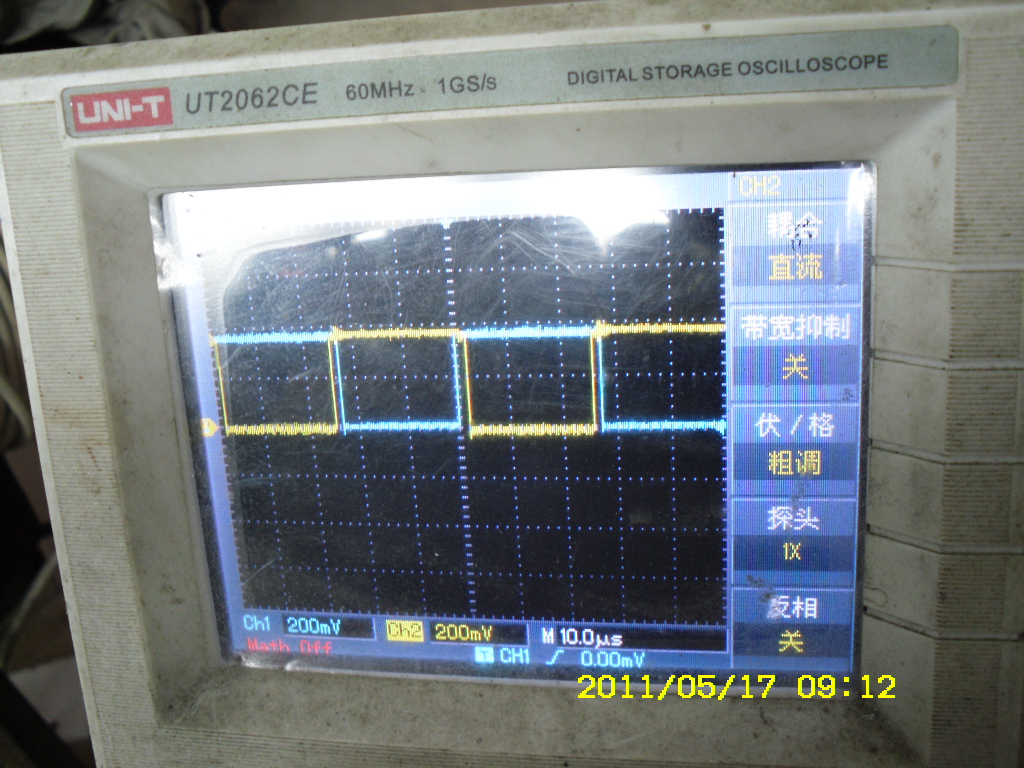 UNI-T UT2062CE 60MHz 1GS/s DIGITAL STORAGE OSCILLOSCOPE
CH2
耦合
直流
带宽抑制
关
伏/格
粗调
探头
1X
反相
关
Ch1 200mV Ch2 200mV M 10.0μs
Math Off T CH1 0.00mV
2011/05/17 09:12